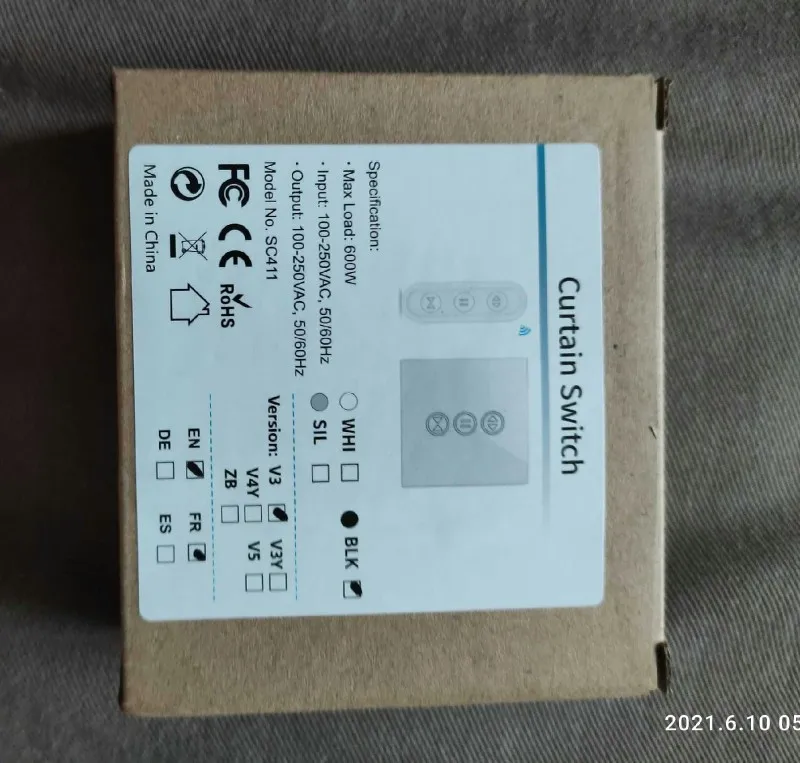 Curtain Switch
Specification:
· Max Load: 600W
· Input: 100-250VAC, 50/60Hz
· Output: 100-250VAC, 50/60Hz
Model No. SC411
FC CE RoHS
Made in China
WHI BLK
SIL
Version: V3 V3Y
V4Y V5
ZB
EN FR
DE ES
2021.6.10 05